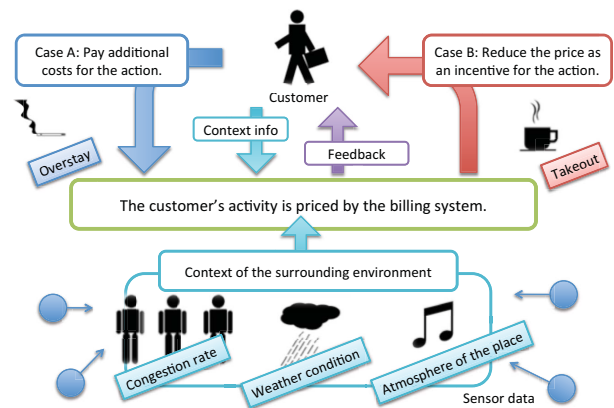 Case A: Pay additional
costs for the action.
Case B: Reduce the price as
an incentive for the action.
Customer
Context info
Feedback
Overstay
Takeout
The customer’s activity is priced by the billing system.
Context of the surrounding environment
Congestion rate
Weather condition
Atmosphere of the place
Sensor data